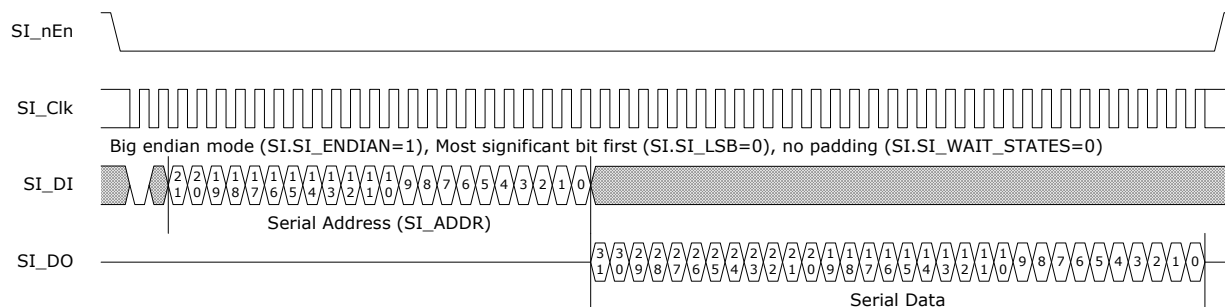 SI_nEn
SI_Clk
Big endian mode (SI.SI_ENDIAN=1), Most significant bit first (SI.SI_LSB=0), no padding (SI.SI_WAIT_STATES=0)
SI_DI 21 20 19 18 17 16 15 14 13 12 11 10 9 8 7 6 5 4 3 2 1 0
Serial Address (SI_ADDR)
SI_DO 31 30 29 28 27 26 25 24 23 22 21 20 19 18 17 16 15 14 13 12 11 10 9 8 7 6 5 4 3 2 1 0
Serial Data